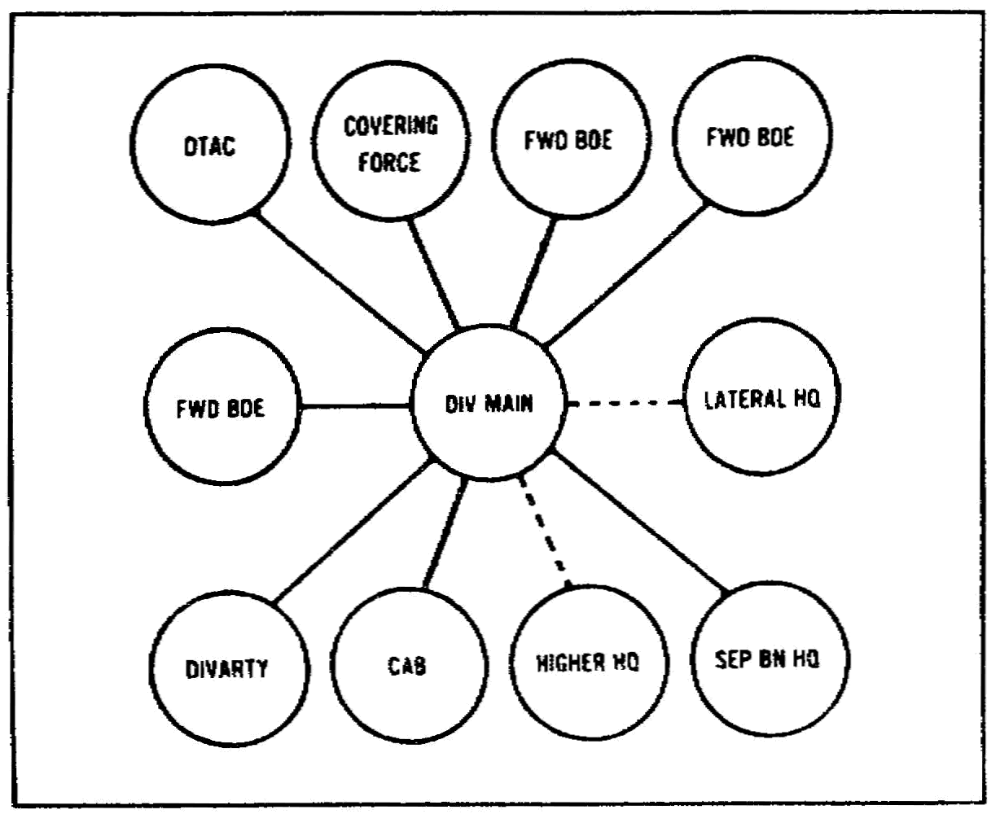 DTAC
COVERING
FORCE
FWD BDE
FWD BDE
FWD BDE
DIV MAIN
LATERAL HQ
DIVARTY
CAB
HIGHER HQ
SEP BN HQ